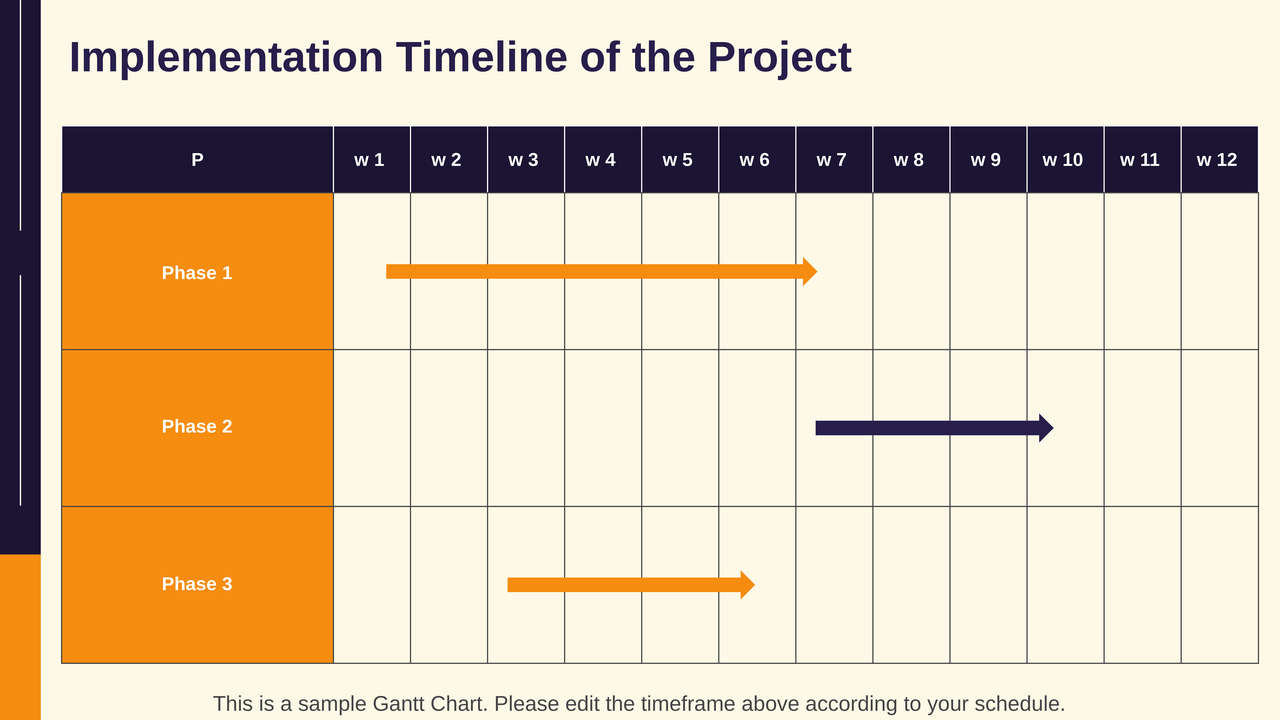 Implementation Timeline of the Project
P w 1 w 2 w 3 w 4 w 5 w 6 w 7 w 8 w 9 w 10 w 11 w 12
Phase 1
Phase 2
Phase 3
This is a sample Gantt Chart. Please edit the timeframe above according to your schedule.